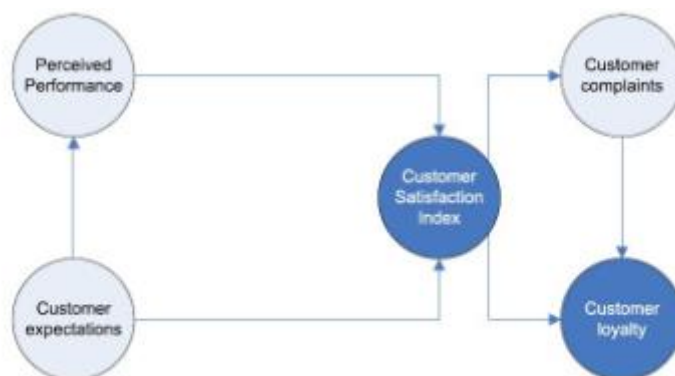 Perceived
Performance
Customer
complaints
Customer
Satisfaction
Index
Customer
expectations
Customer
loyalty